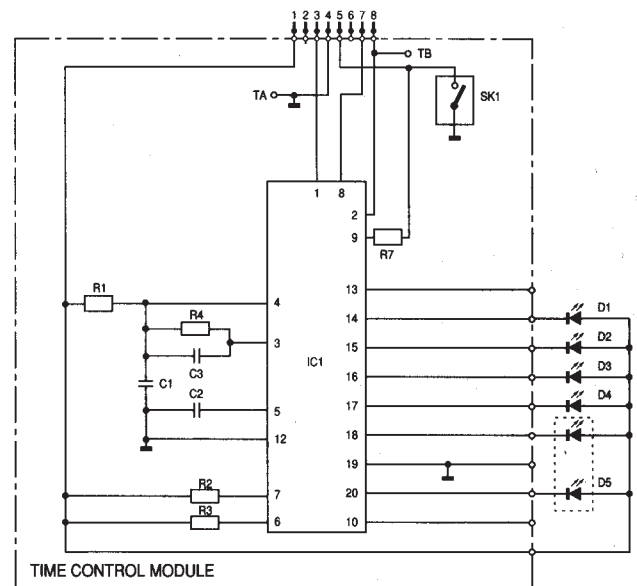 1 2 3 4 5 6 7 8
TB
TA
SK1
1 8
2
9
R7
13
R1
4
14
D1
R4
3
15
D2
C3
IC1
16
D3
C1
C2
17
D4
5
18
12
19
R2
7
20
D5
R3
6
10
TIME CONTROL MODULE